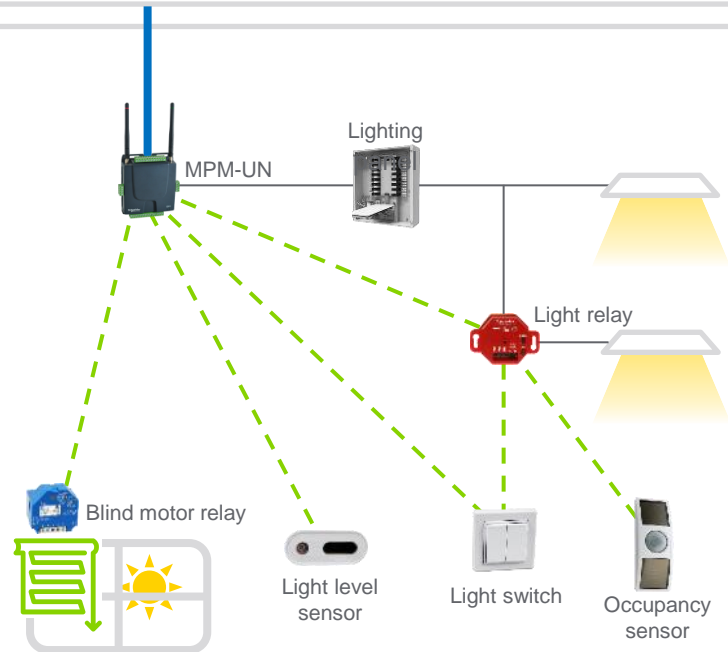 Lighting
MPM-UN
Light relay
Blind motor relay
Light level
sensor
Light switch
Occupancy
sensor